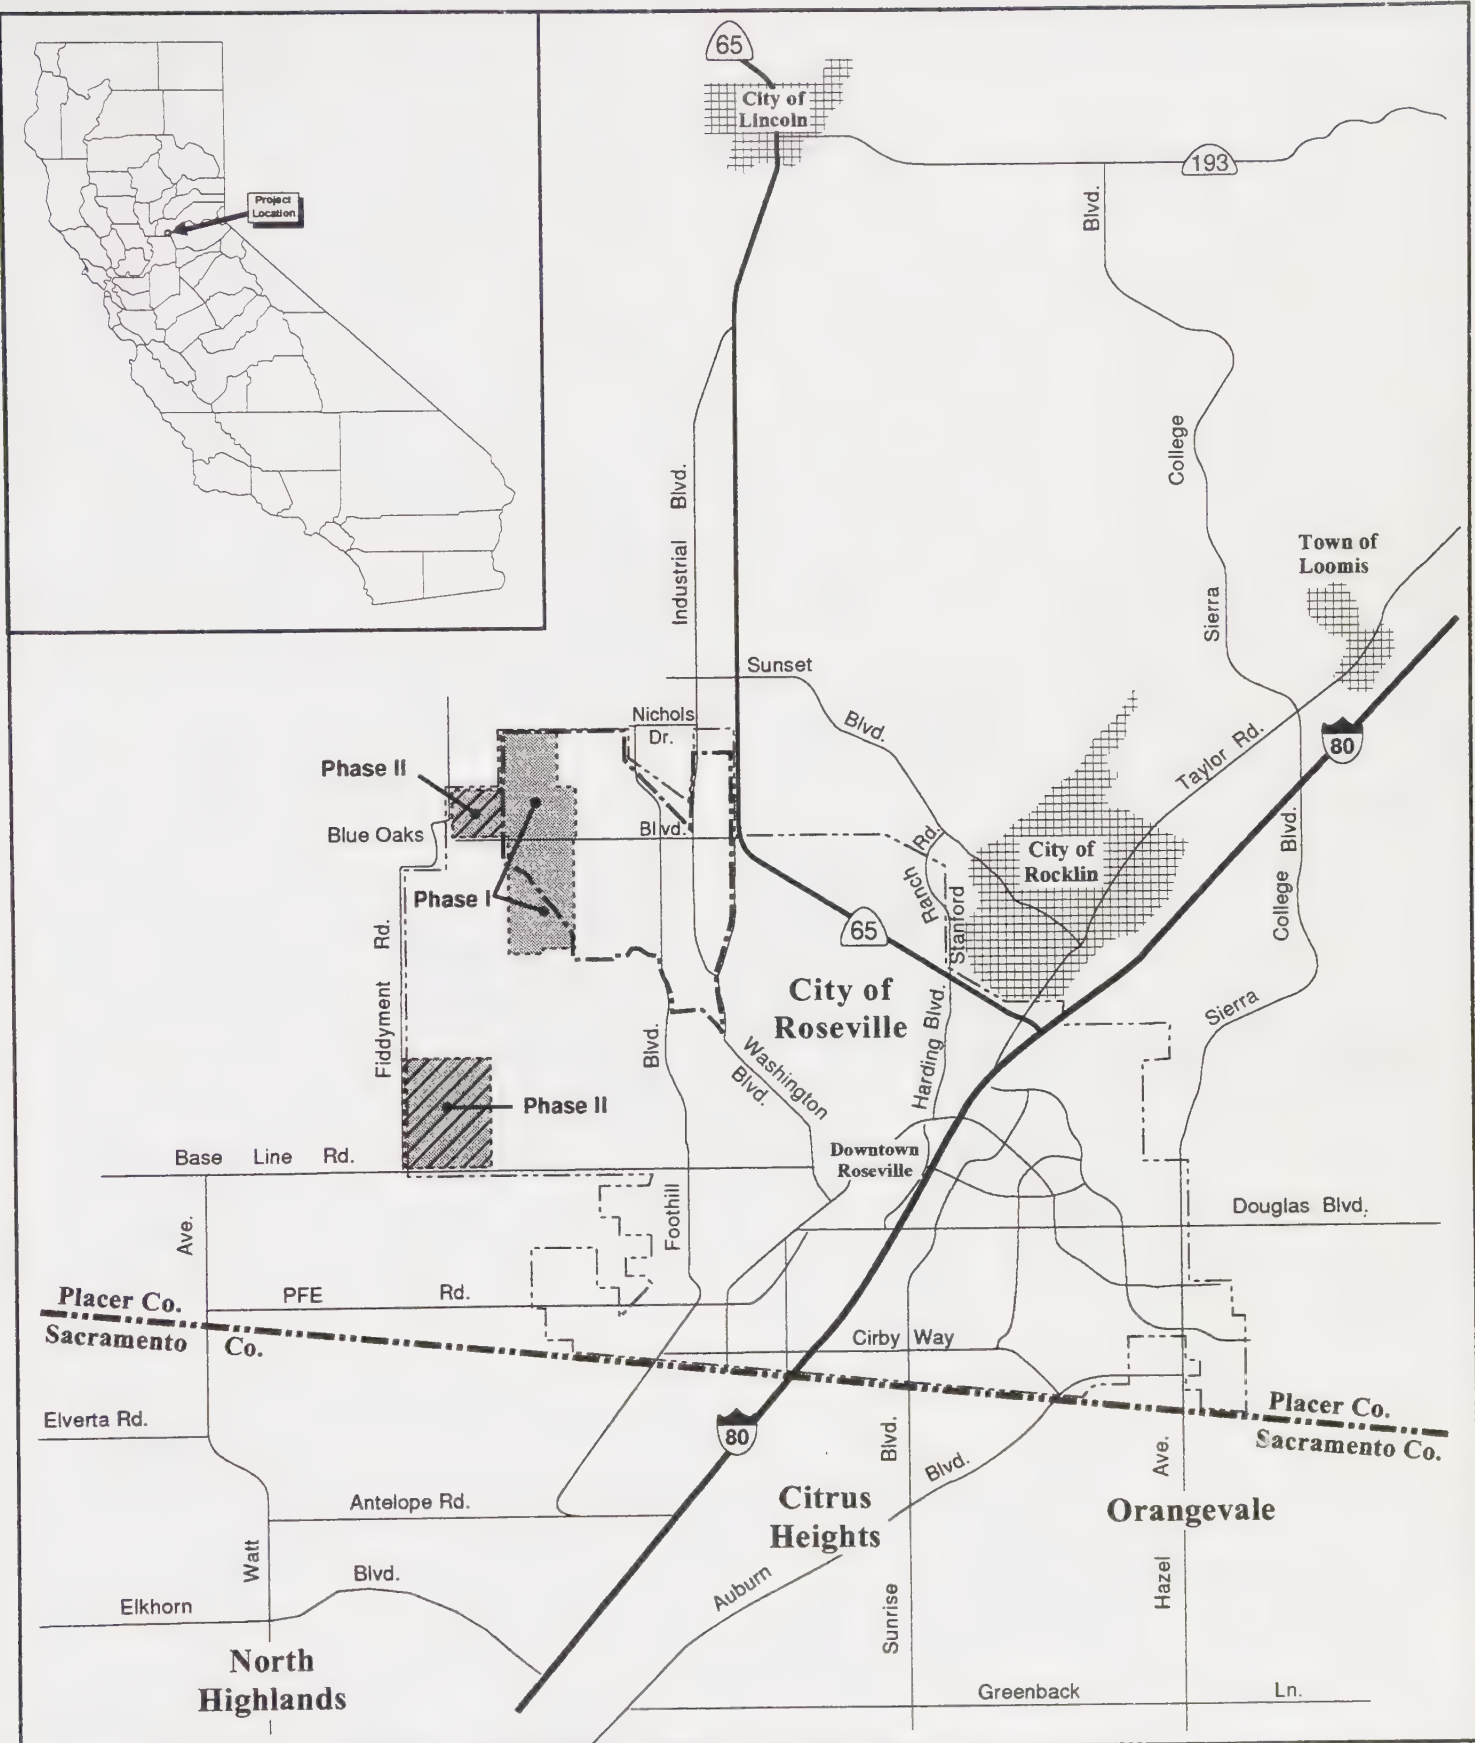 65
City of
Lincoln
193
Project
Location
Blvd.
College
Sierra
Industrial Blvd.
Town of
Loomis
Sunset
Blvd.
Nichols
Dr.
80
Taylor Rd.
Phase II
Blue Oaks
Blvd.
Rd.
Ranch
Stanford
City of
Rocklin
College Blvd.
Phase I
65
Fiddyment Rd.
City of
Roseville
Sierra
Harding Blvd.
Blvd.
Washington
Blvd.
Phase II
Downtown
Roseville
Base Line Rd.
Foothill
Douglas Blvd.
Ave.
PFE Rd.
Placer Co.
Sacramento Co.
Cirby Way
Placer Co.
Sacramento Co.
Elverta Rd.
80
Blvd.
Blvd.
Ave.
Antelope Rd.
Citrus
Heights
Orangevale
Watt
Blvd.
Elkhorn
Auburn
Sunrise
Hazel
North
Highlands
Greenback Ln.